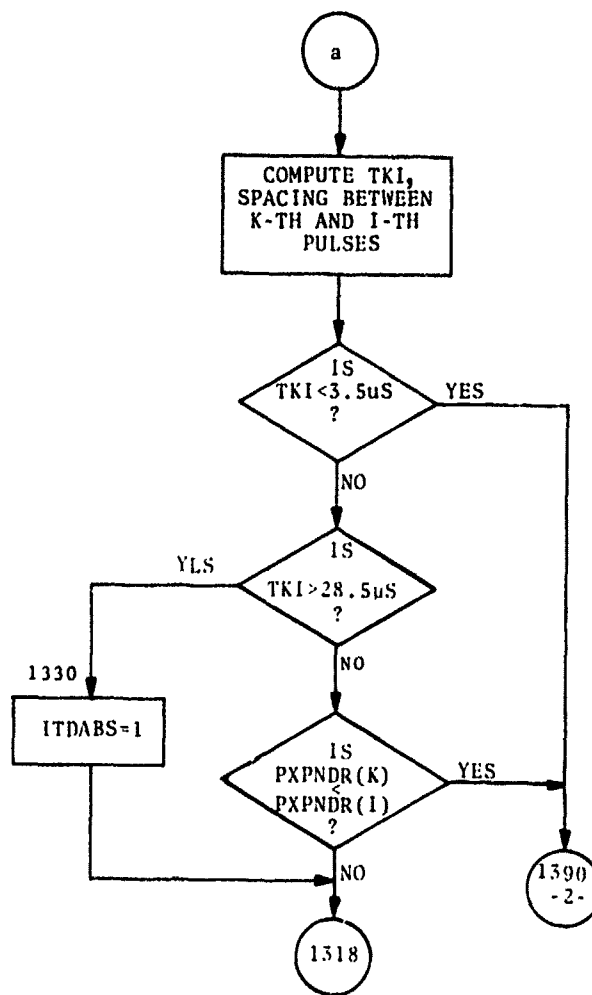 a
COMPUTE TKI,
SPACING BETWEEN
K-TH AND I-TH
PULSES
IS
TKI<3.5uS
?
YES
NO
IS
TKI>28.5uS
?
YLS
NO
1330
ITDABS=1
IS
PXPNDR(K)
<
PXPNDR(I)
?
YES
NO
1390
-2-
1318